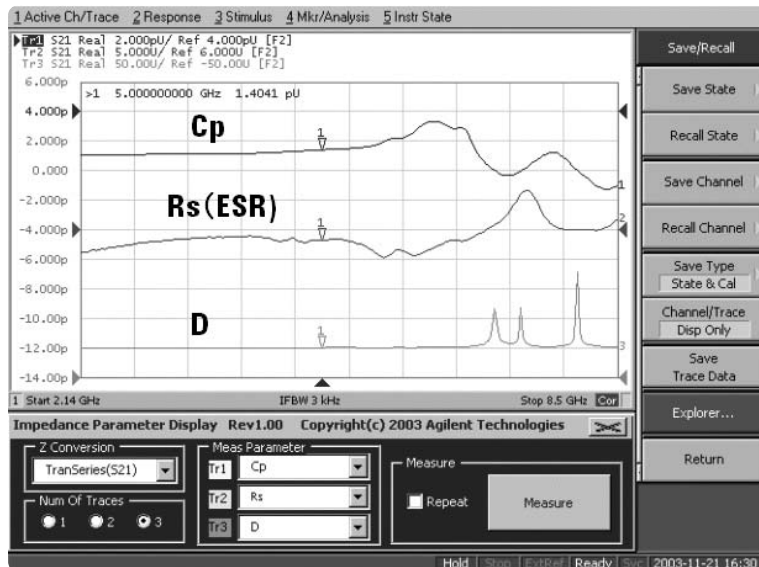 1 Active Ch/Trace 2 Response 3 Stimulus 4 Mkr/Analysis 5 Instr State
Tr1 S21 Real 2.000pU/ Ref 4.000pU [F2]
Tr2 S21 Real 5.000U/ Ref 6.000U [F2]
Tr3 S21 Real 50.00U/ Ref -50.00U [F2]
6.000p
>1 5.000000000 GHz 1.4041 pU
4.000p
Cp
1
2.000p
0.000
1
-2.000p
Rs(ESR)
1
2
-4.000p
-6.000p
-8.000p
-10.00p
D
1
-12.00p
3
-14.00p
1 Start 2.14 GHz IFBW 3 kHz Stop 8.5 GHz Cor
Save/Recall
Save State
Recall State
Save Channel
Recall Channel
Save Type
State & Cal
Channel/Trace
Disp Only
Save
Trace Data
Explorer...
Return
Impedance Parameter Display Rev1.00 Copyright(c) 2003 Agilent Technologies
Z Conversion
TranSeries(S21)
Num Of Traces
1 2 3
Meas Parameter
Tr1 Cp
Tr2 Rs
Tr3 D
Measure
Repeat
Measure
Hold Stop ExtRef Ready Svc 2003-11-21 16:30